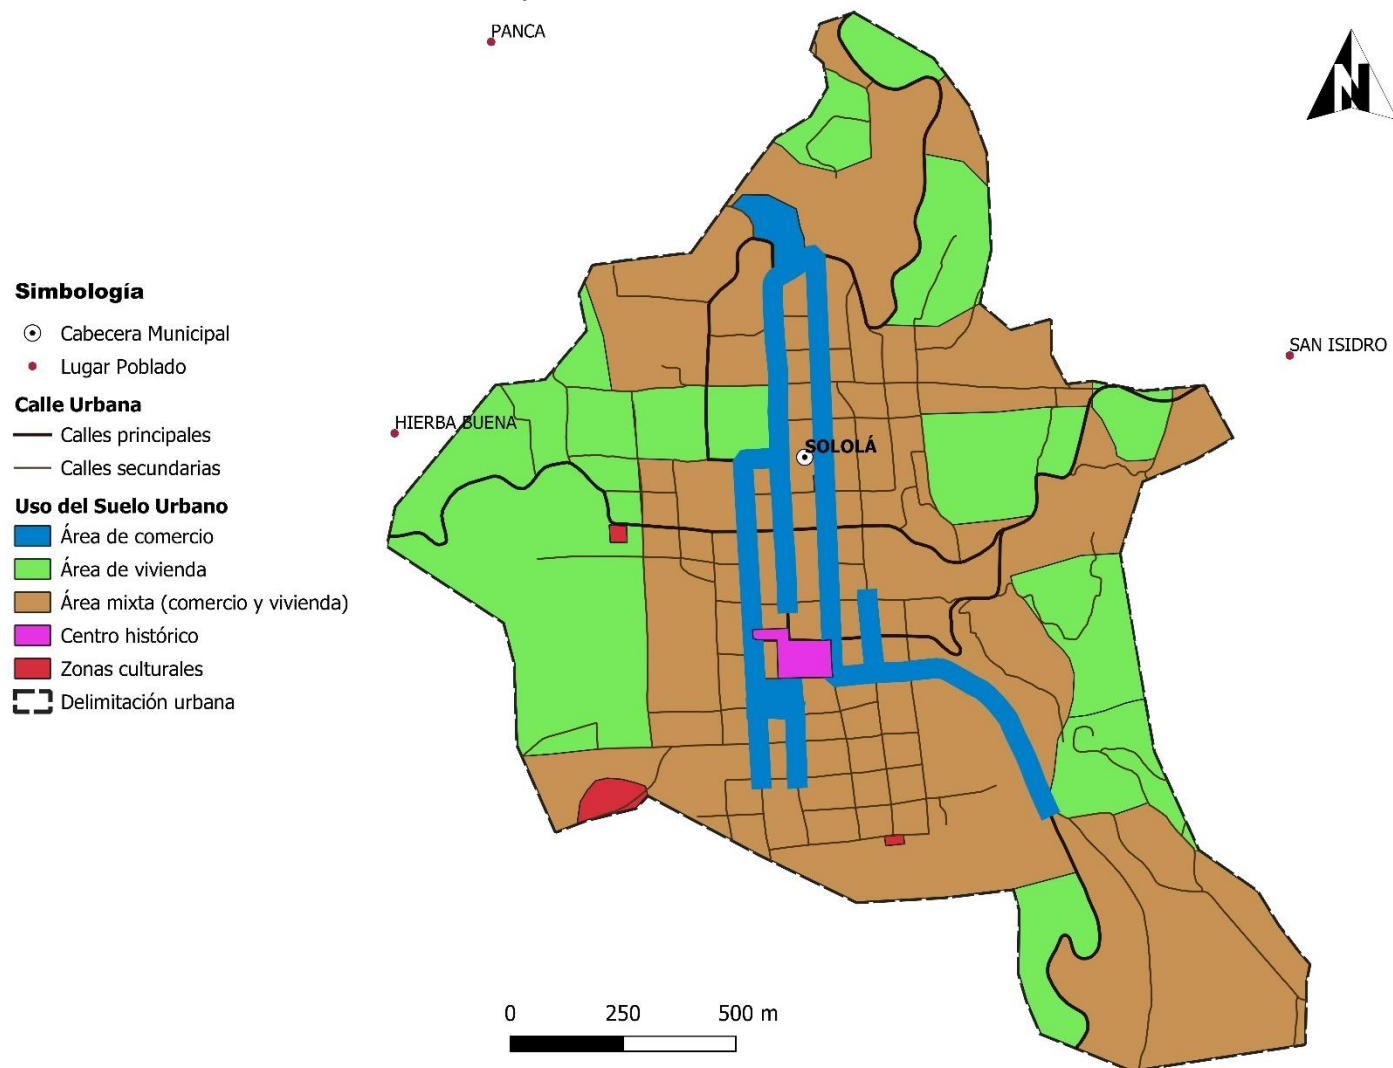 PANCA
N
Simbología
Cabecera Municipal
Lugar Poblado
Calle Urbana
Calles principales
Calles secundarias
Uso del Suelo Urbano
Área de comercio
Área de vivienda
Área mixta (comercio y vivienda)
Centro histórico
Zonas culturales
Delimitación urbana
SAN ISIDRO
HIERBA BUENA
SOLOLÁ
0 250 500 m